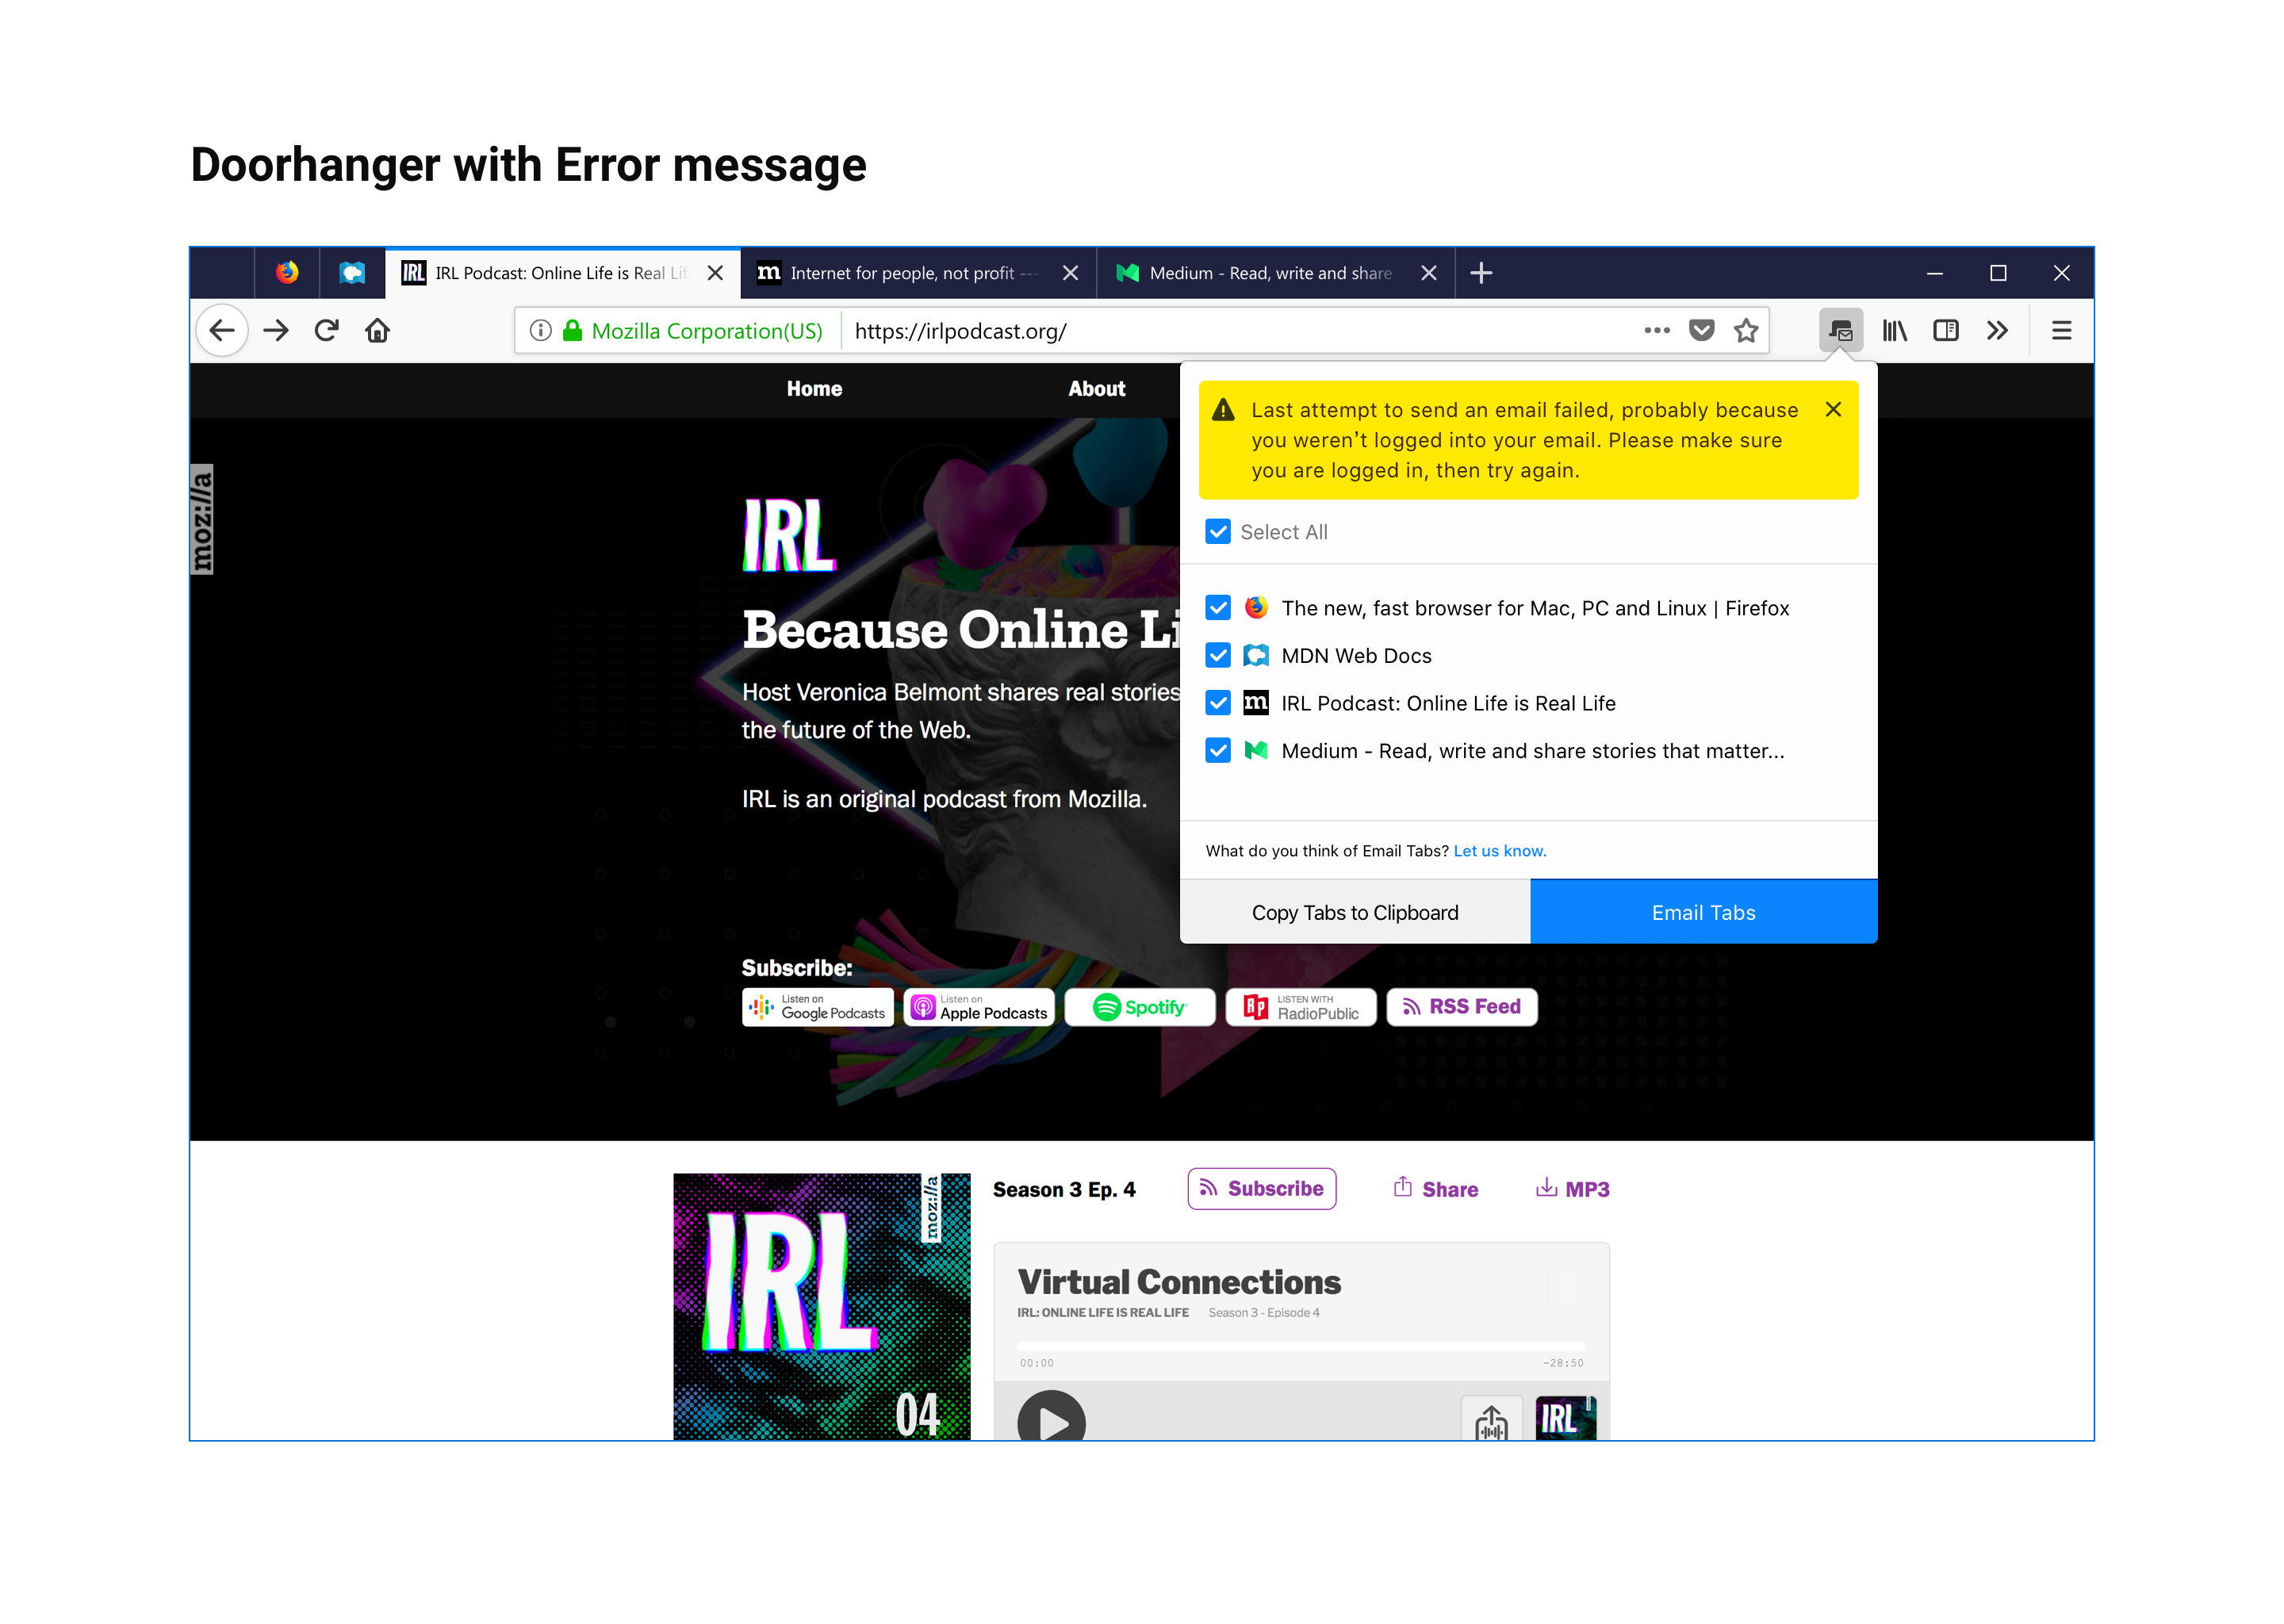 Doorhanger with Error message
IRL IRL Podcast: Online Life is Real Lif
m Internet for people, not profit ---
Medium - Read, write and share
Mozilla Corporation(US)
https://irlpodcast.org/
Home
About
Last attempt to send an email failed, probably because
you weren’t logged into your email. Please make sure
you are logged in, then try again.
Select All
The new, fast browser for Mac, PC and Linux | Firefox
MDN Web Docs
m IRL Podcast: Online Life is Real Life
Medium - Read, write and share stories that matter...
What do you think of Email Tabs? Let us know.
Copy Tabs to Clipboard
Email Tabs
moz://a
IRL
Because Online Li
Host Veronica Belmont shares real stories
the future of the Web.
IRL is an original podcast from Mozilla.
Subscribe:
Listen on
Google Podcasts
Listen on
Apple Podcasts
Spotify
Rp
LISTEN WITH
RadioPublic
RSS Feed
moz://a
IRL
04
Season 3 Ep. 4
Subscribe
Share
MP3
Virtual Connections
IRL: ONLINE LIFE IS REAL LIFE Season 3 - Episode 4
00:00
-28:50
IRL